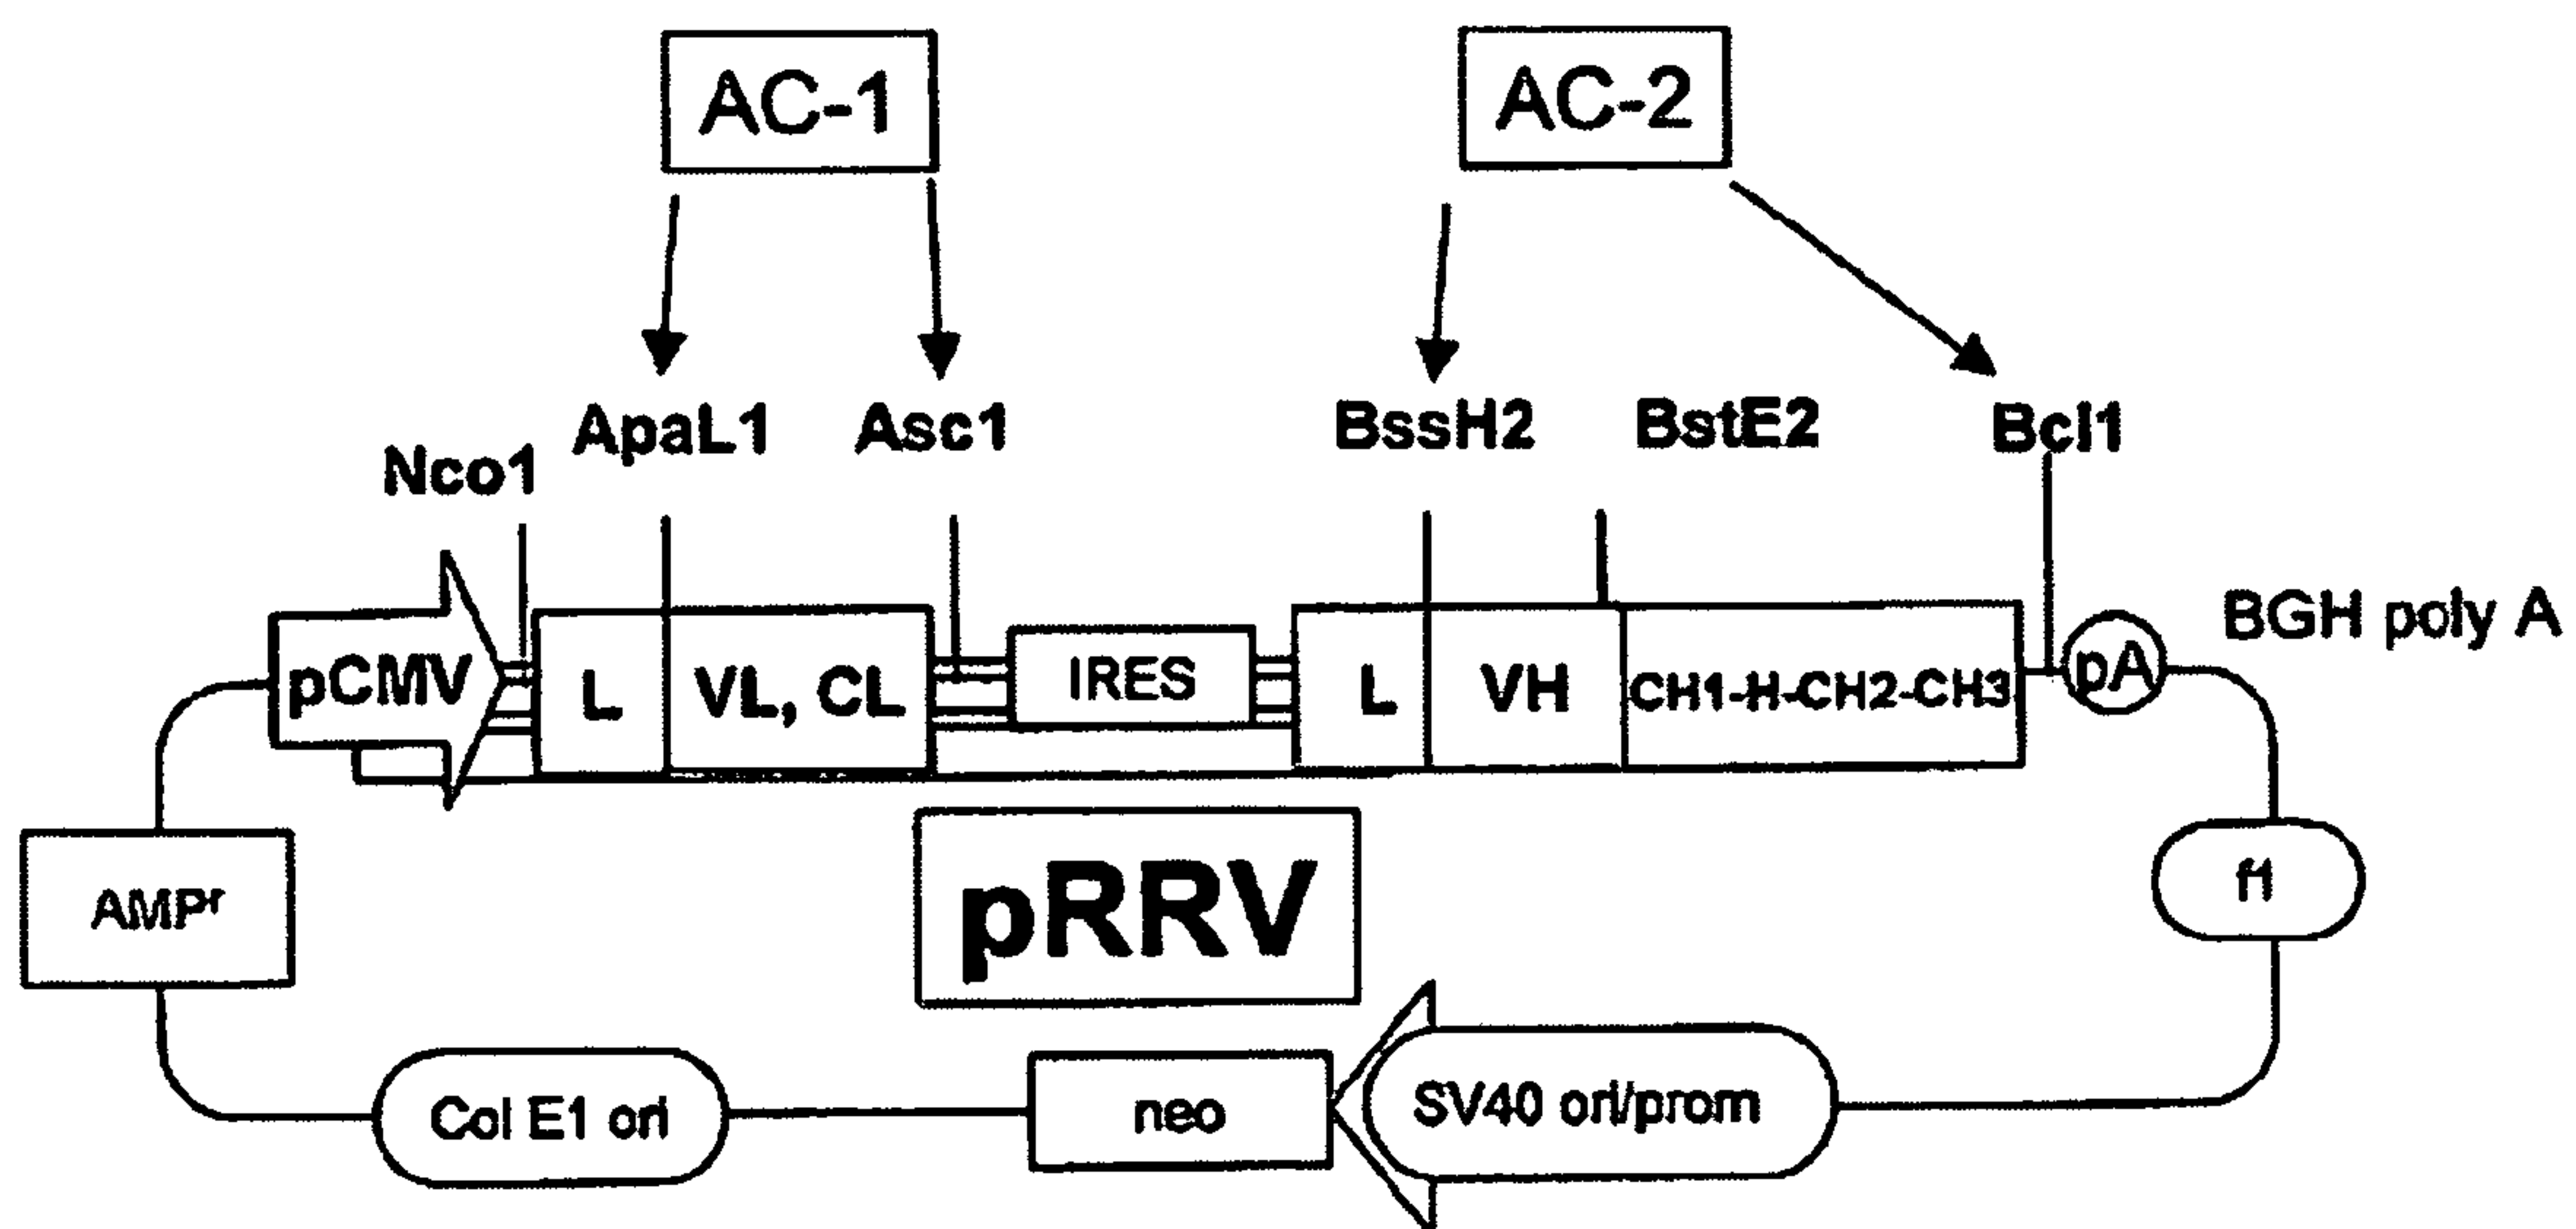 AC-1
AC-2
Nco1
ApaL1
Asc1
BssH2
BstE2
Bcl1
pCMV
L
VL, CL
IRES
L
VH
CH1-H-CH2-CH3
pA
BGH poly A
AMPr
pRRV
f1
Col E1 ori
neo
SV40 ori/prom